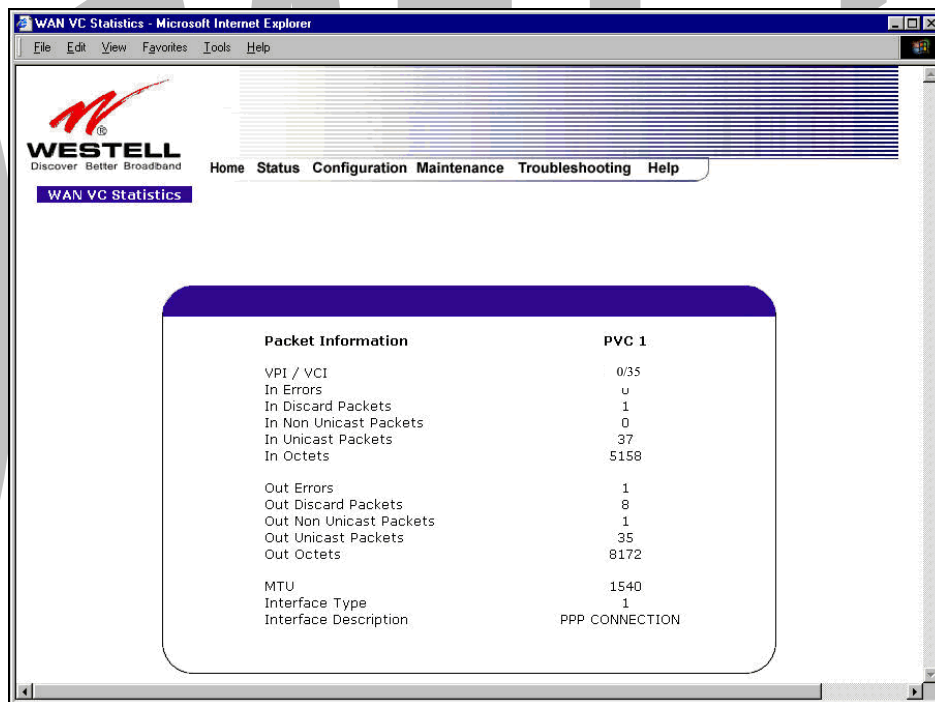 WAN VC Statistics - Microsoft Internet Explorer
File Edit View Favorites Tools Help
WESTELL ®
Discover Better Broadband
Home Status Configuration Maintenance Troubleshooting Help
WAN VC Statistics
Packet Information PVC 1
VPI / VCI 0/35
In Errors
In Discard Packets 1
In Non Unicast Packets 0
In Unicast Packets 37
In Octets 5158
Out Errors 1
Out Discard Packets 8
Out Non Unicast Packets 1
Out Unicast Packets 35
Out Octets 8172
MTU 1540
Interface Type 1
Interface Description PPP CONNECTION